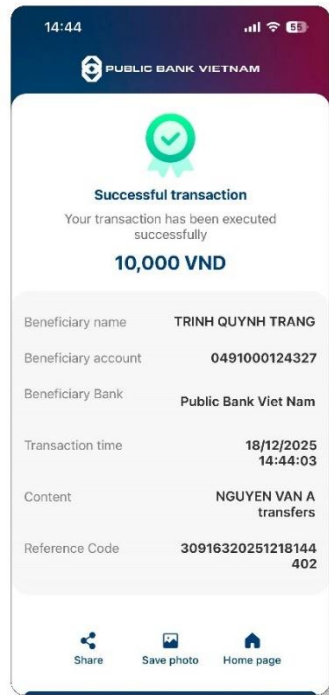 14:44
55
PUBLIC BANK VIETNAM
Successful transaction
Your transaction has been executed
successfully
10,000 VND
Beneficiary name TRINH QUYNH TRANG
Beneficiary account 0491000124327
Beneficiary Bank Public Bank Viet Nam
Transaction time 18/12/2025
14:44:03
Content NGUYEN VAN A
transfers
Reference Code 30916320251218144
402
Share Save photo Home page